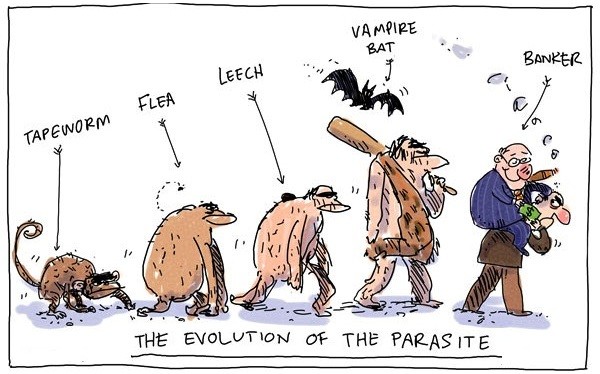 TAPEWORM
FLEA
LEECH
VAMPIRE
BAT
BANKER
THE EVOLUTION OF THE PARASITE